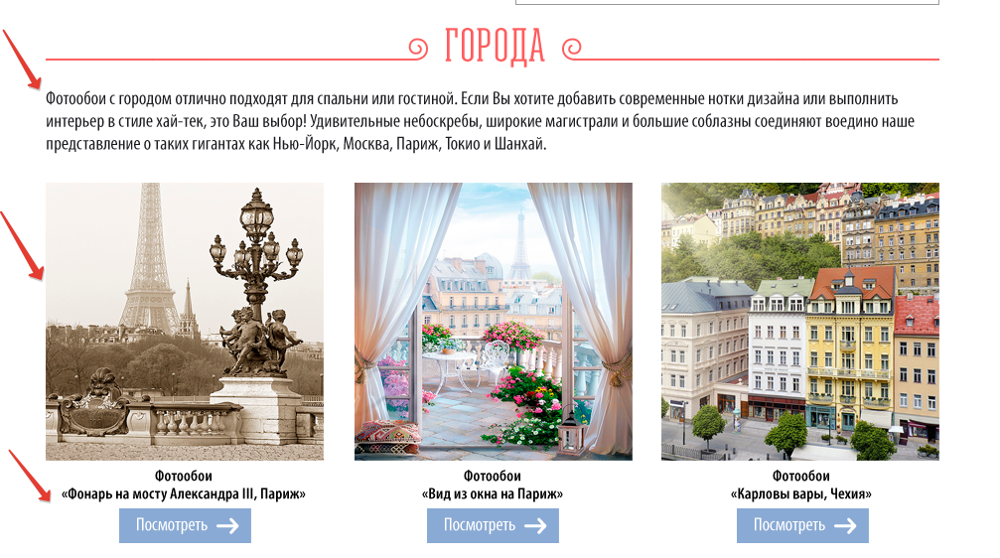 ГОРОДА
Фотообои с городом отлично подходят для спальни или гостиной. Если Вы хотите добавить современные нотки дизайна или выполнить
интерьер в стиле хай-тек, это Ваш выбор! Удивительные небоскребы, широкие магистрали и большие соблазны соединяют воедино наше
представление о таких гигантах как Нью-Йорк, Москва, Париж, Токио и Шанхай.
Фотообои
«Фонарь на мосту Александра III, Париж»
Посмотреть
Фотообои
«Вид из окна на Париж»
Посмотреть
Фотообои
«Карловы вары, Чехия»
Посмотреть